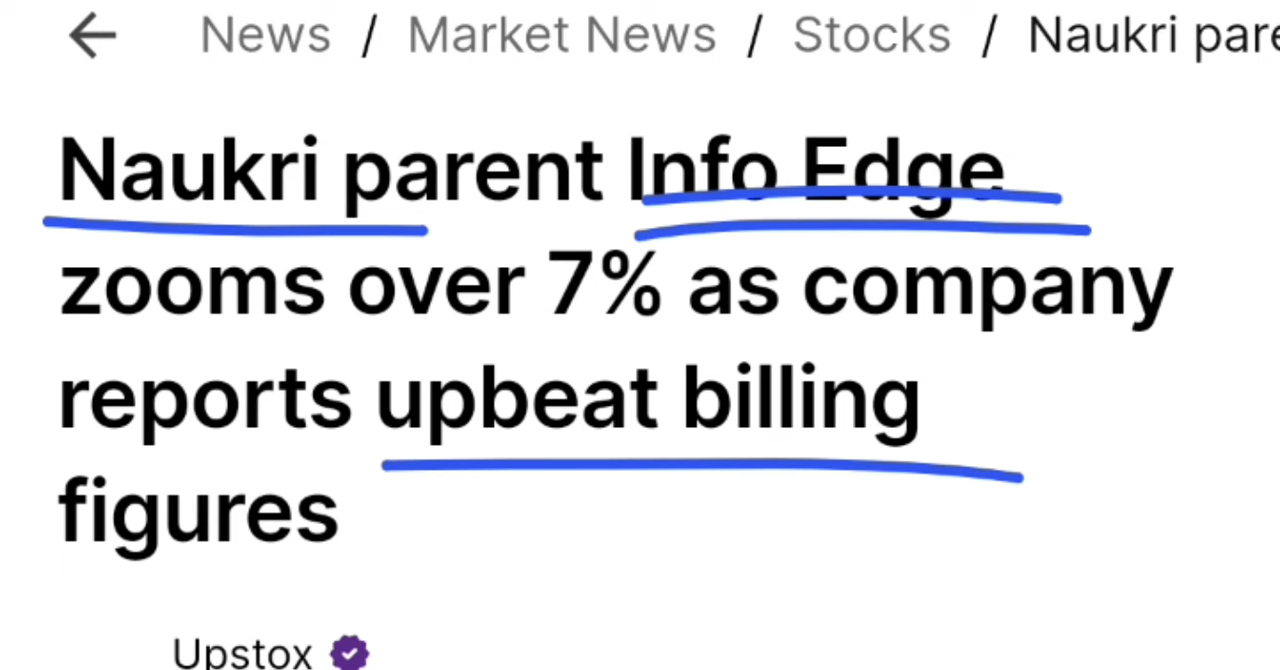 News / Market News / Stocks / Naukri pare
Naukri parent Info Edge
zooms over 7% as company
reports upbeat billing
figures
Upstox